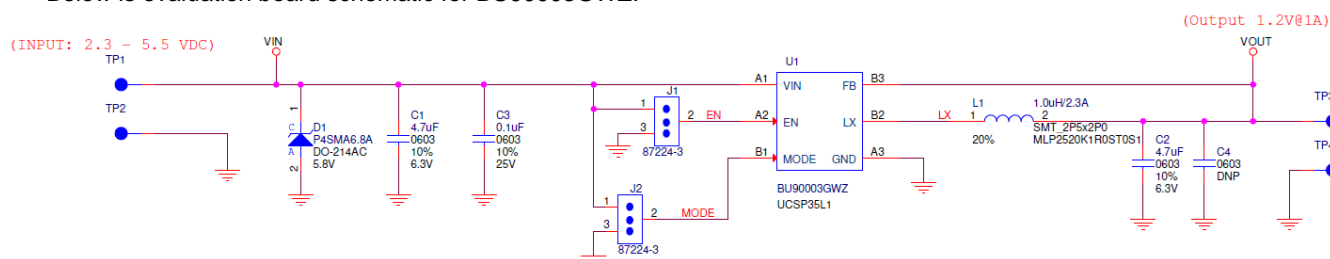 (Output 1.2V@1A)
(INPUT: 2.3 - 5.5 VDC)
VIN
VOUT
TP1
TP2
1
C
D1
P4SMA6.8A
DO-214AC
5.8V
A
2
C1
4.7uF
0603
10%
6.3V
C3
0.1uF
0603
10%
25V
J1
1
2
3
EN
87224-3
J2
1
2
3
MODE
87224-3
U1
A1
VIN
FB
B3
A2
EN
LX
B2
B1
MODE
GND
A3
BU90003GWZ
UCSP35L1
LX
L1
1.0uH/2.3A
1
2
20%
SMT_2P5x2P0
MLP2520K1R0ST0S1
C2
4.7uF
0603
10%
6.3V
C4
0603
DNP